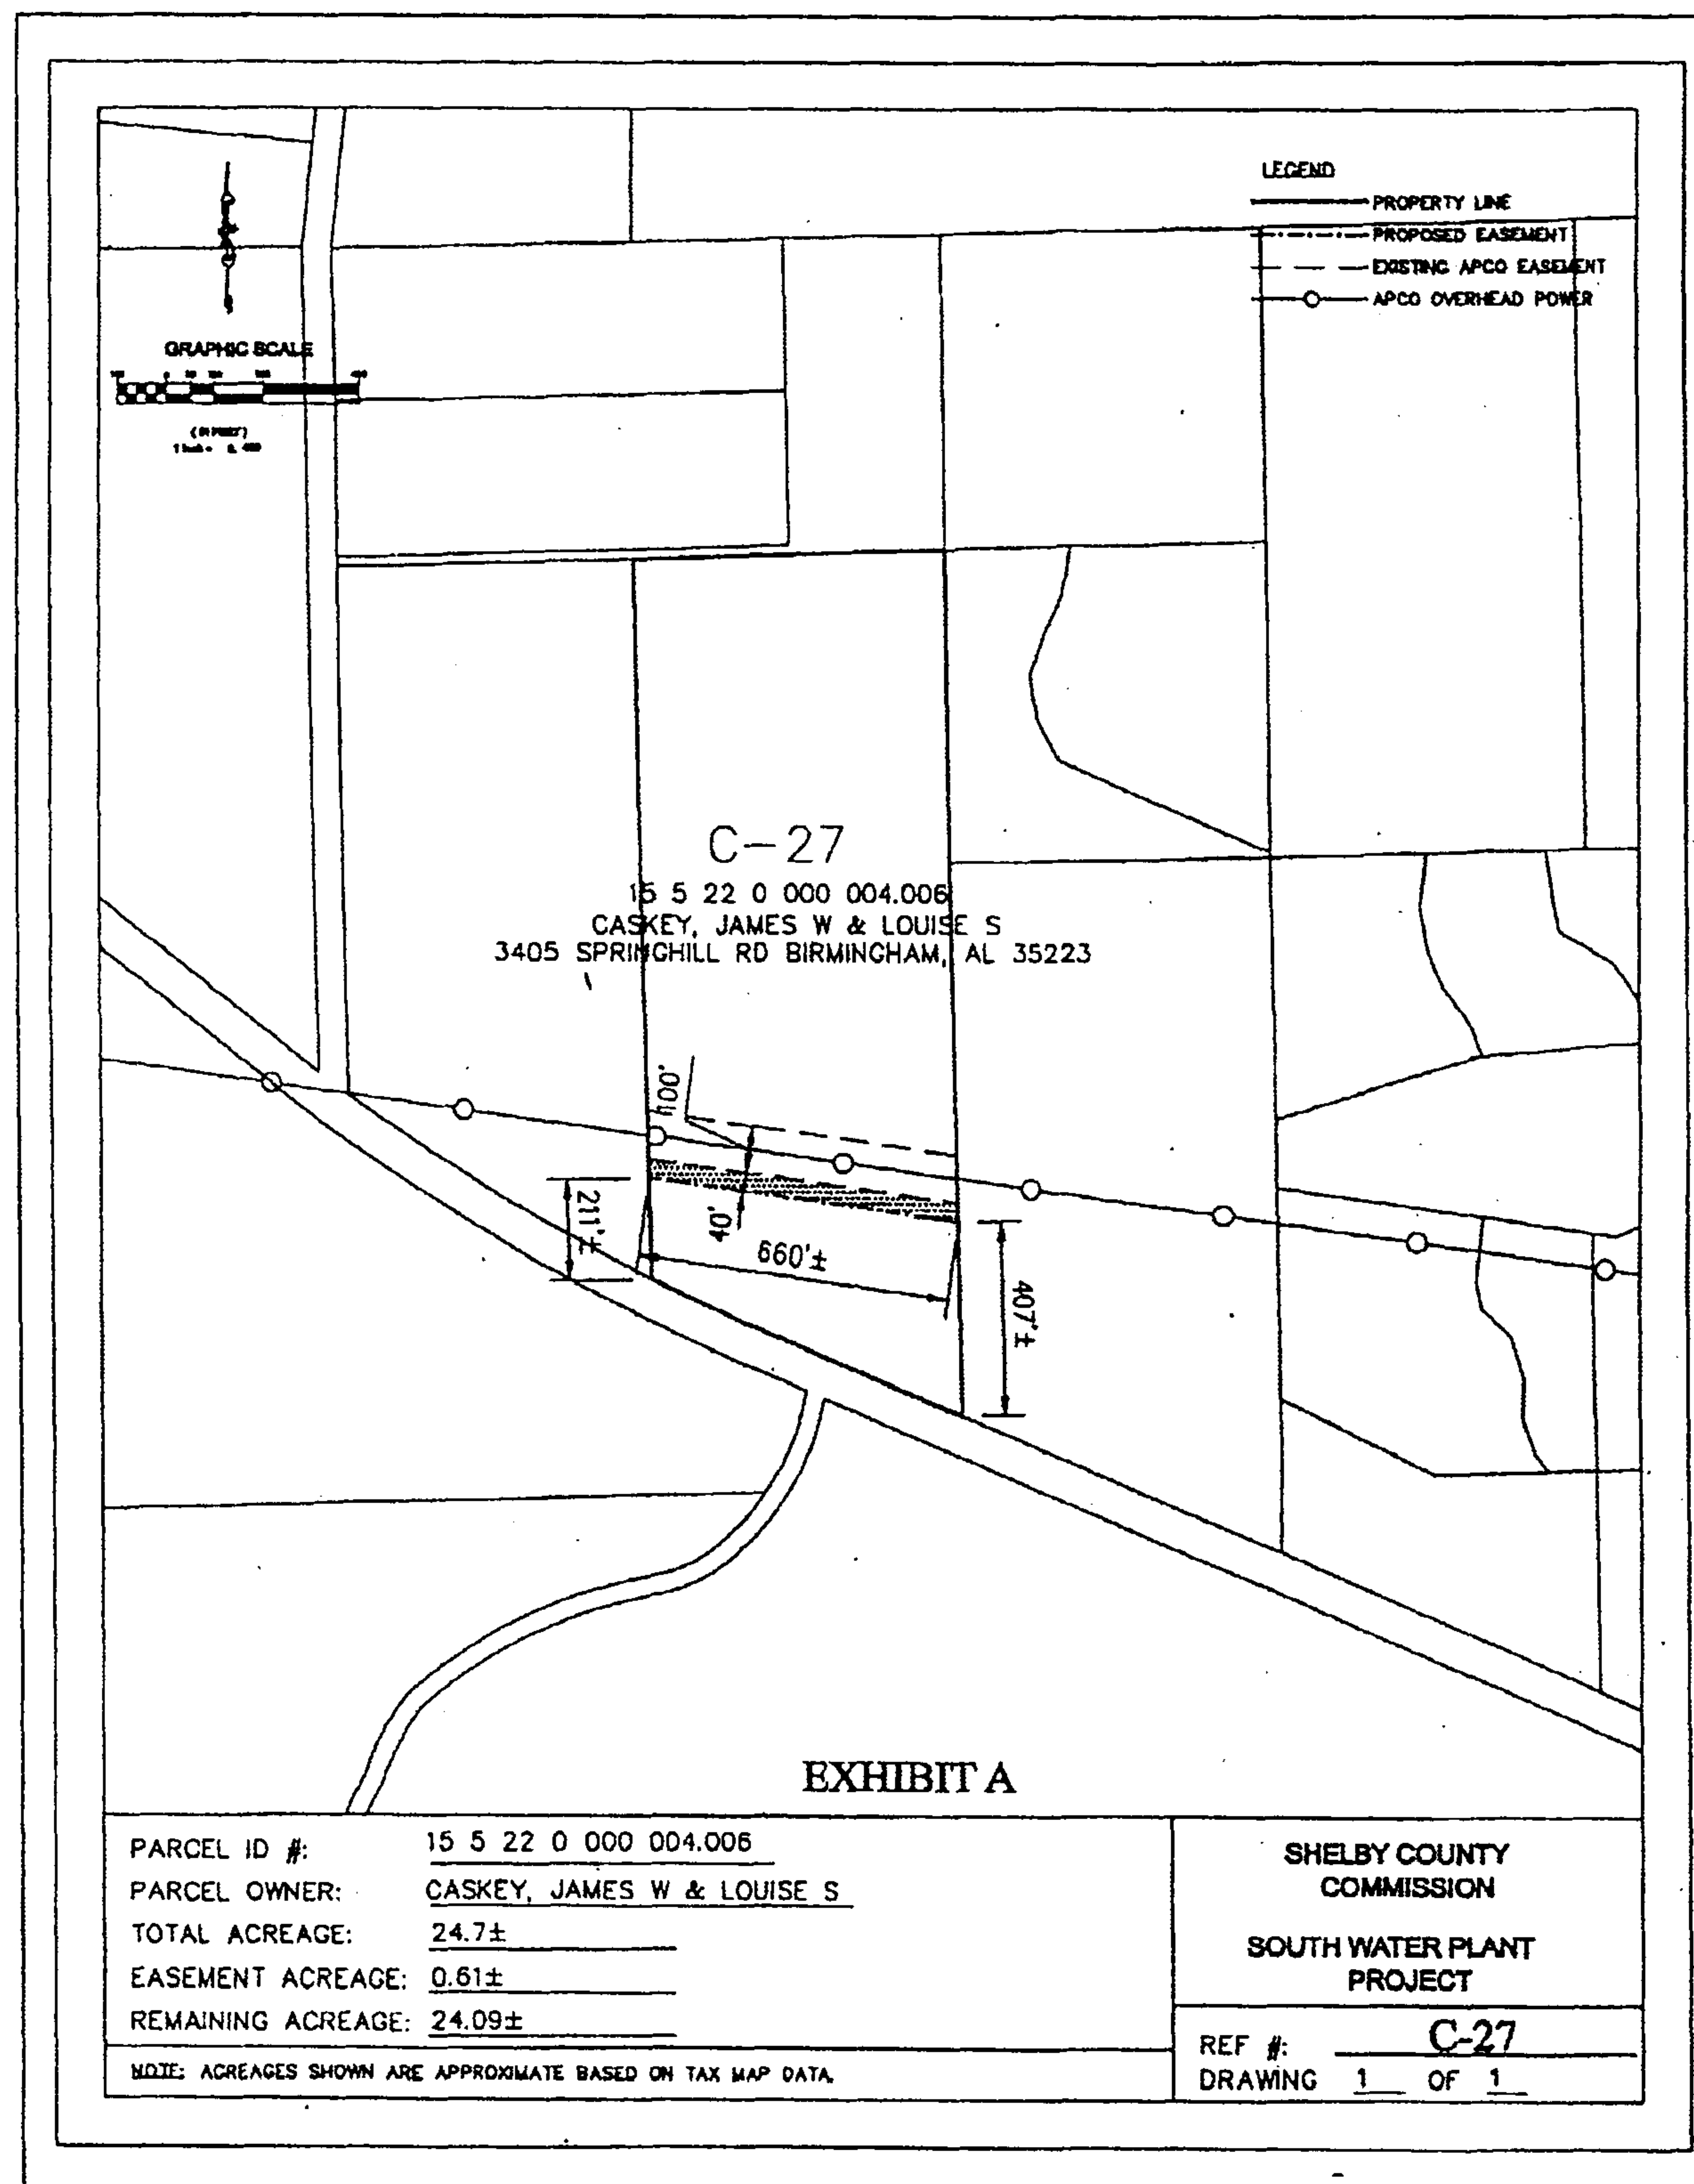 LEGEND
PROPERTY LINE
PROPOSED EASEMENT
EXISTING APCO EASEMENT
APCO OVERHEAD POWER
GRAPHIC SCALE
C-27
15 5 22 0 000 004.006
CASKEY, JAMES W & LOUISE S
3405 SPRINGHILL RD BIRMINGHAM, AL 35223
100'
211'±
40'
660'±
407'±
EXHIBIT A
PARCEL ID #: 15 5 22 0 000 004.006
PARCEL OWNER: CASKEY, JAMES W & LOUISE S
TOTAL ACREAGE: 24.7±
EASEMENT ACREAGE: 0.61±
REMAINING ACREAGE: 24.09±
NOTE: ACREAGES SHOWN ARE APPROXIMATE BASED ON TAX MAP DATA.
SHELBY COUNTY
COMMISSION
SOUTH WATER PLANT
PROJECT
REF #: C-27
DRAWING 1 OF 1